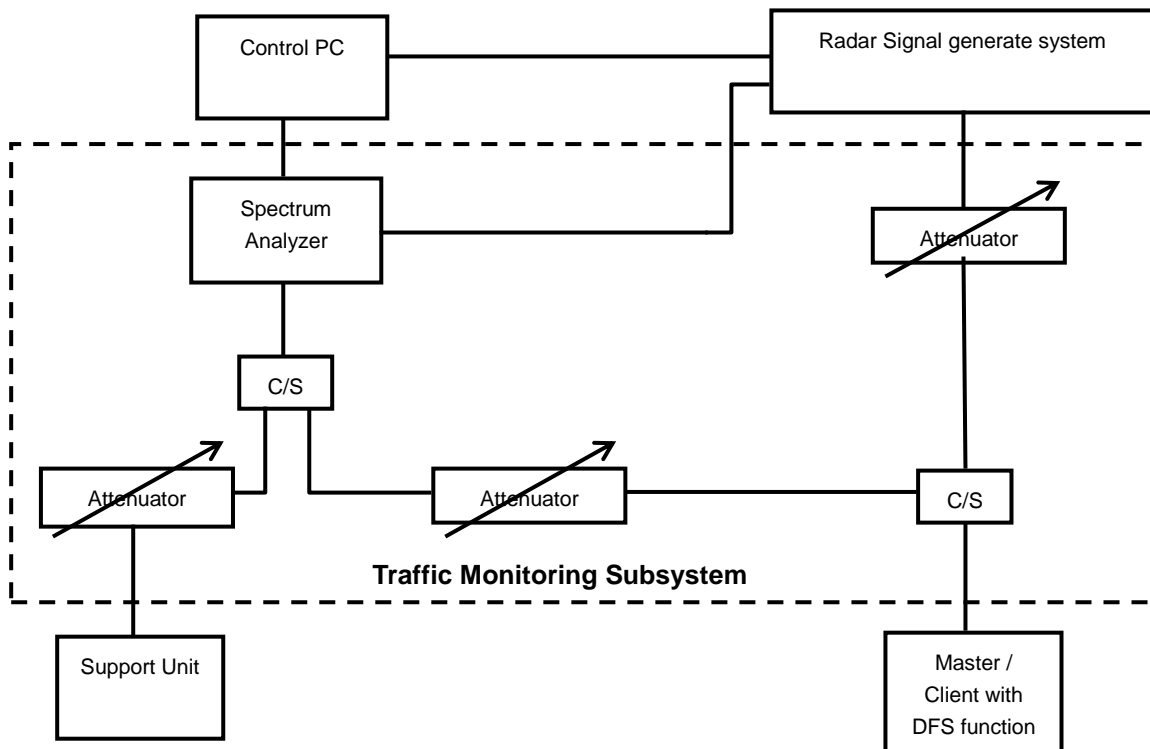 Control PC
Radar Signal generate system
Spectrum
Analyzer
Attenuator
C/S
Attenuator
Attenuator
C/S
Traffic Monitoring Subsystem
Support Unit
Master /
Client with
DFS function